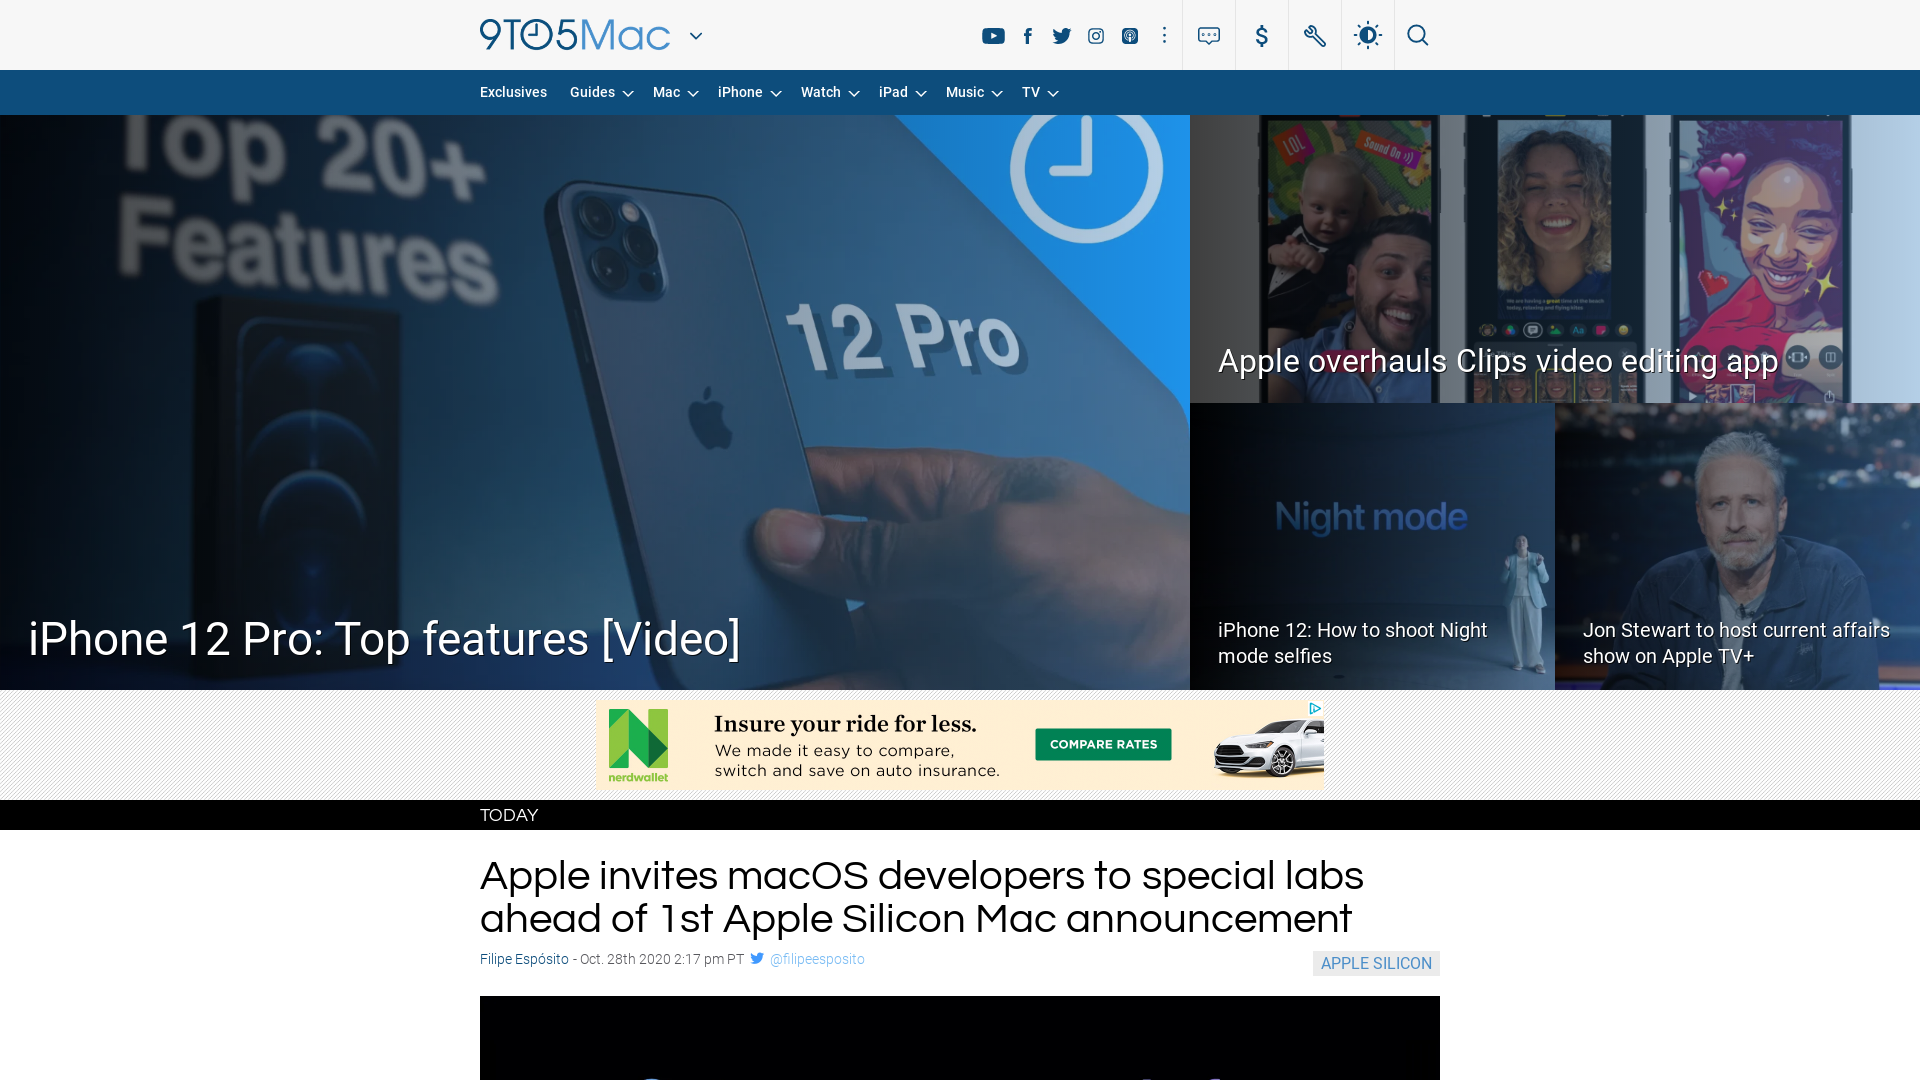 9TO5Mac
Exclusives
Guides
Mac
iPhone
Watch
iPad
Music
TV
Top 20+
Features
12 Pro
iPhone 12 Pro: Top features [Video]
LOL
Sound On
Apple overhauls Clips video editing app
Night mode
iPhone 12: How to shoot Night
mode selfies
Jon Stewart to host current affairs
show on Apple TV+
nerdwallet
Insure your ride for less.
We made it easy to compare,
switch and save on auto insurance.
COMPARE RATES
TODAY
Apple invites macOS developers to special labs
ahead of 1st Apple Silicon Mac announcement
Filipe Espósito - Oct. 28th 2020 2:17 pm PT @filipeesposito
APPLE SILICON